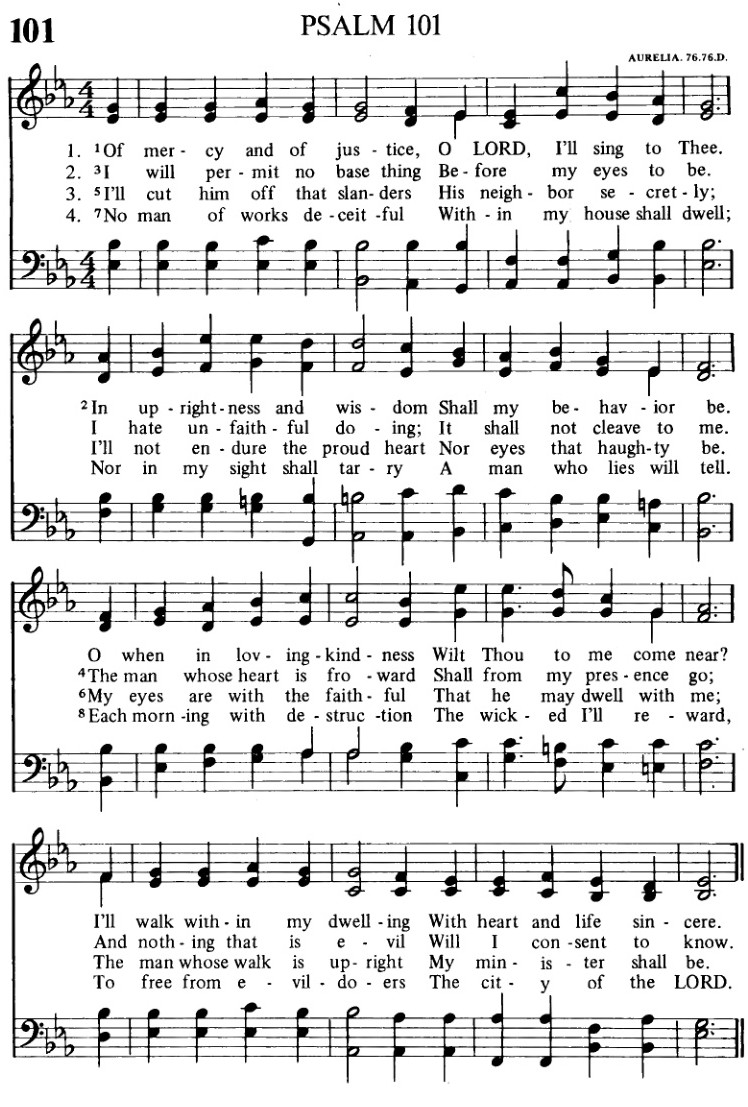 101
PSALM 101
AURELIA. 76.76.D.
1. ¹Of mer - cy and of jus - tice, O LORD, I'll sing to Thee.
2. ³I will per - mit no base thing Be - fore my eyes to be.
3. ⁵I'll cut him off that slan - ders His neigh - bor se - cret - ly;
4. ⁷No man of works de - ceit - ful With - in my house shall dwell;
²In up - right - ness and wis - dom Shall my be - hav - ior be.
I hate un - faith - ful do - ing; It shall not cleave to me.
I'll not en - dure the proud heart Nor eyes that haugh - ty be.
Nor in my sight shall tar - ry A man who lies will tell.
O when in lov - ing - kind - ness Wilt Thou to me come near?
⁴The man whose heart is fro - ward Shall from my pres - ence go;
⁶My eyes are with the faith - ful That he may dwell with me;
⁸Each morn - ing with de - struc - tion The wick - ed I'll re - ward,
I'll walk with - in my dwell - ing With heart and life sin - cere.
And noth - ing that is e - vil Will I con - sent to know.
The man whose walk is up - right My min - is - ter shall be.
To free from e - vil - do - ers The cit - y of the LORD.